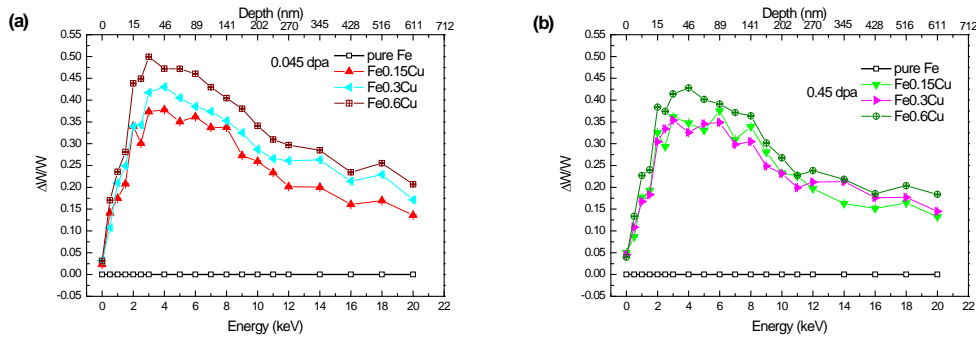 (a)
Depth (nm)
0 15 46 89 141 202 270 345 428 516 611 712
0.55
0.50
0.45
0.40
0.35
0.30
0.25
0.20
0.15
0.10
0.05
0.00
-0.05
ΔW/W
0.045 dpa
pure Fe
Fe0.15Cu
Fe0.3Cu
Fe0.6Cu
0 2 4 6 8 10 12 14 16 18 20 22
Energy (keV)
(b)
Depth (nm)
0 15 46 89 141 202 270 345 428 516 611 712
0.55
0.50
0.45
0.40
0.35
0.30
0.25
0.20
0.15
0.10
0.05
0.00
-0.05
ΔW/W
0.45 dpa
pure Fe
Fe0.15Cu
Fe0.3Cu
Fe0.6Cu
0 2 4 6 8 10 12 14 16 18 20 22
Energy (keV)